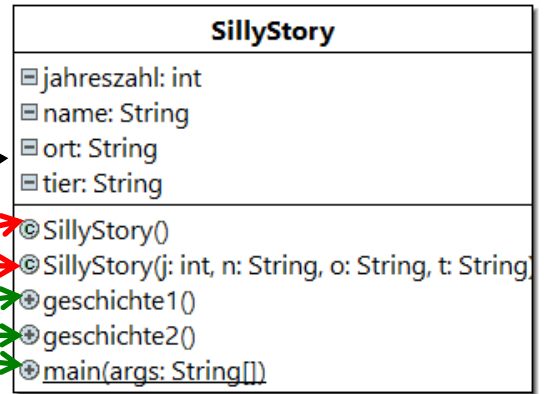 SillyStory
jahreszahl: int
name: String
ort: String
tier: String
SillyStory()
SillyStory(j: int, n: String, o: String, t: String)
geschichte1()
geschichte2()
main(args: String[])